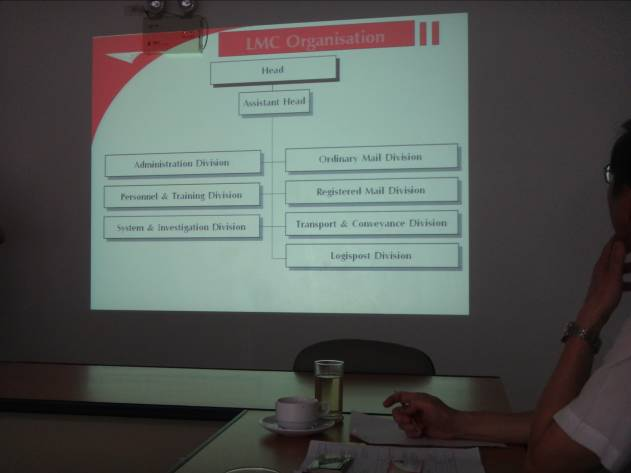 LMC Organisation
Head
Assistant Head
Administration Division
Ordinary Mail Division
Personnel & Training Division
Registered Mail Division
System & Investigation Division
Transport & Conveyance Division
Logispost Division